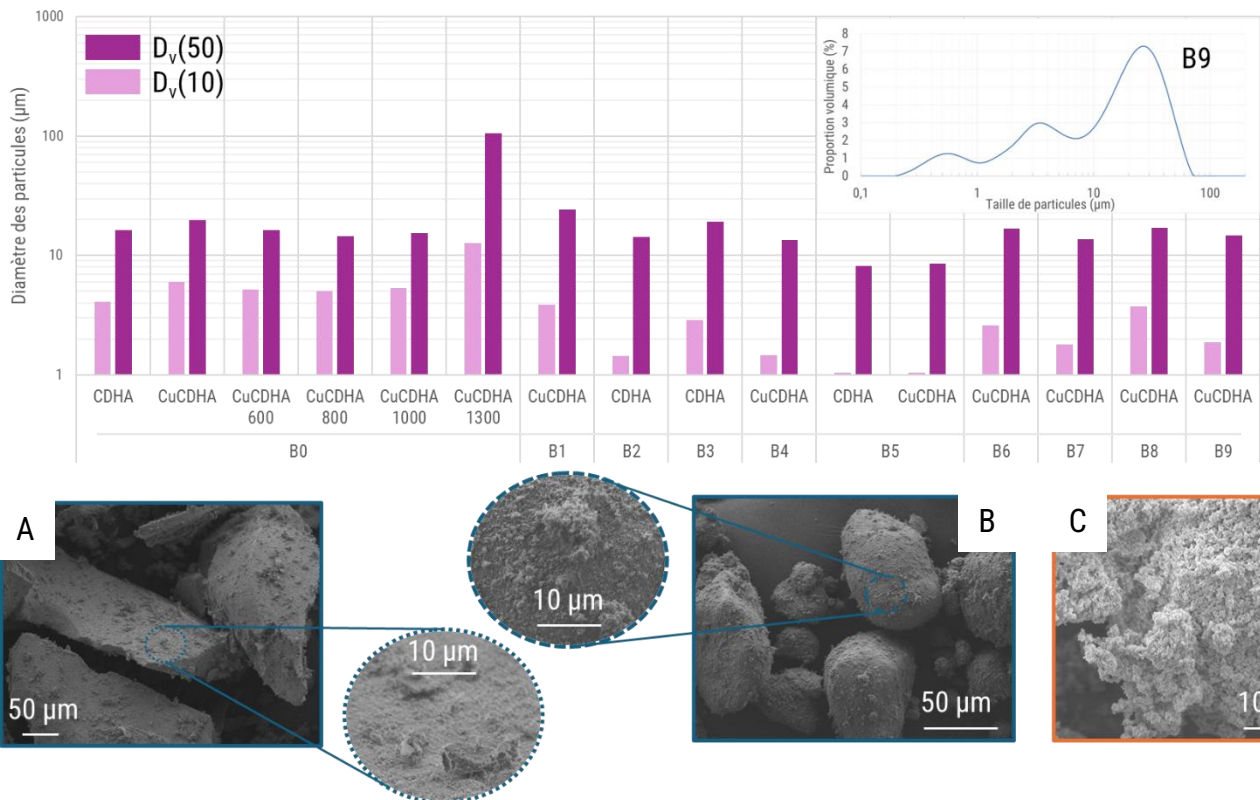 1000
100
10
1
Diamètre des particules (µm)
Dv(50)
Dv(10)
B9
8
7
6
5
4
3
2
1
0
Proportion volumique (%)
0,1 1 10 100
Taille de particules (µm)
CDHA CuCDHA CuCDHA 600 CuCDHA 800 CuCDHA 1000 CuCDHA 1300 CuCDHA CDHA CDHA CuCDHA CDHA CuCDHA CuCDHA CuCDHA CuCDHA CuCDHA
B0 B1 B2 B3 B4 B5 B6 B7 B8 B9
A
50 µm
10 µm
10 µm
B
50 µm
C
10